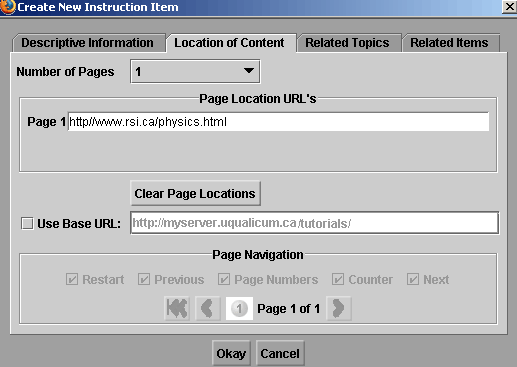 Create New Instruction Item
Descriptive Information Location of Content Related Topics Related Items
Number of Pages 1
Page Location URL's
Page 1 http//www.rsi.ca/physics.html
Clear Page Locations
Use Base URL: http://myserver.uqualicum.ca/tutorials/
Page Navigation
Restart Previous Page Numbers Counter Next
1 Page 1 of 1
Okay Cancel